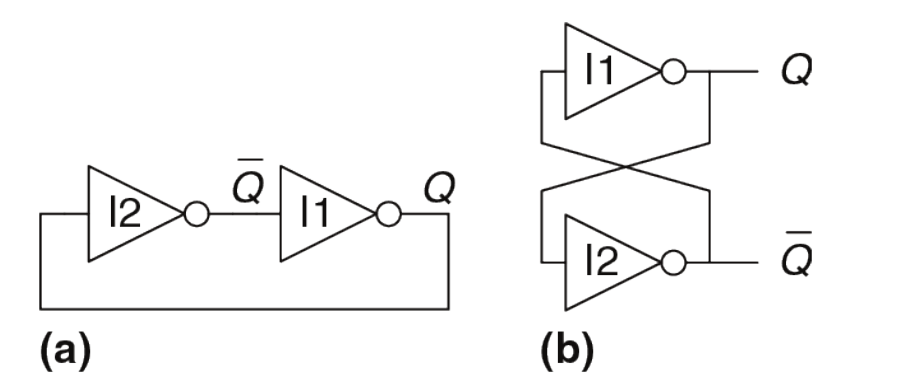 I1 Q
I2 Q̅ I1 Q
I2 Q̅
(a) (b)